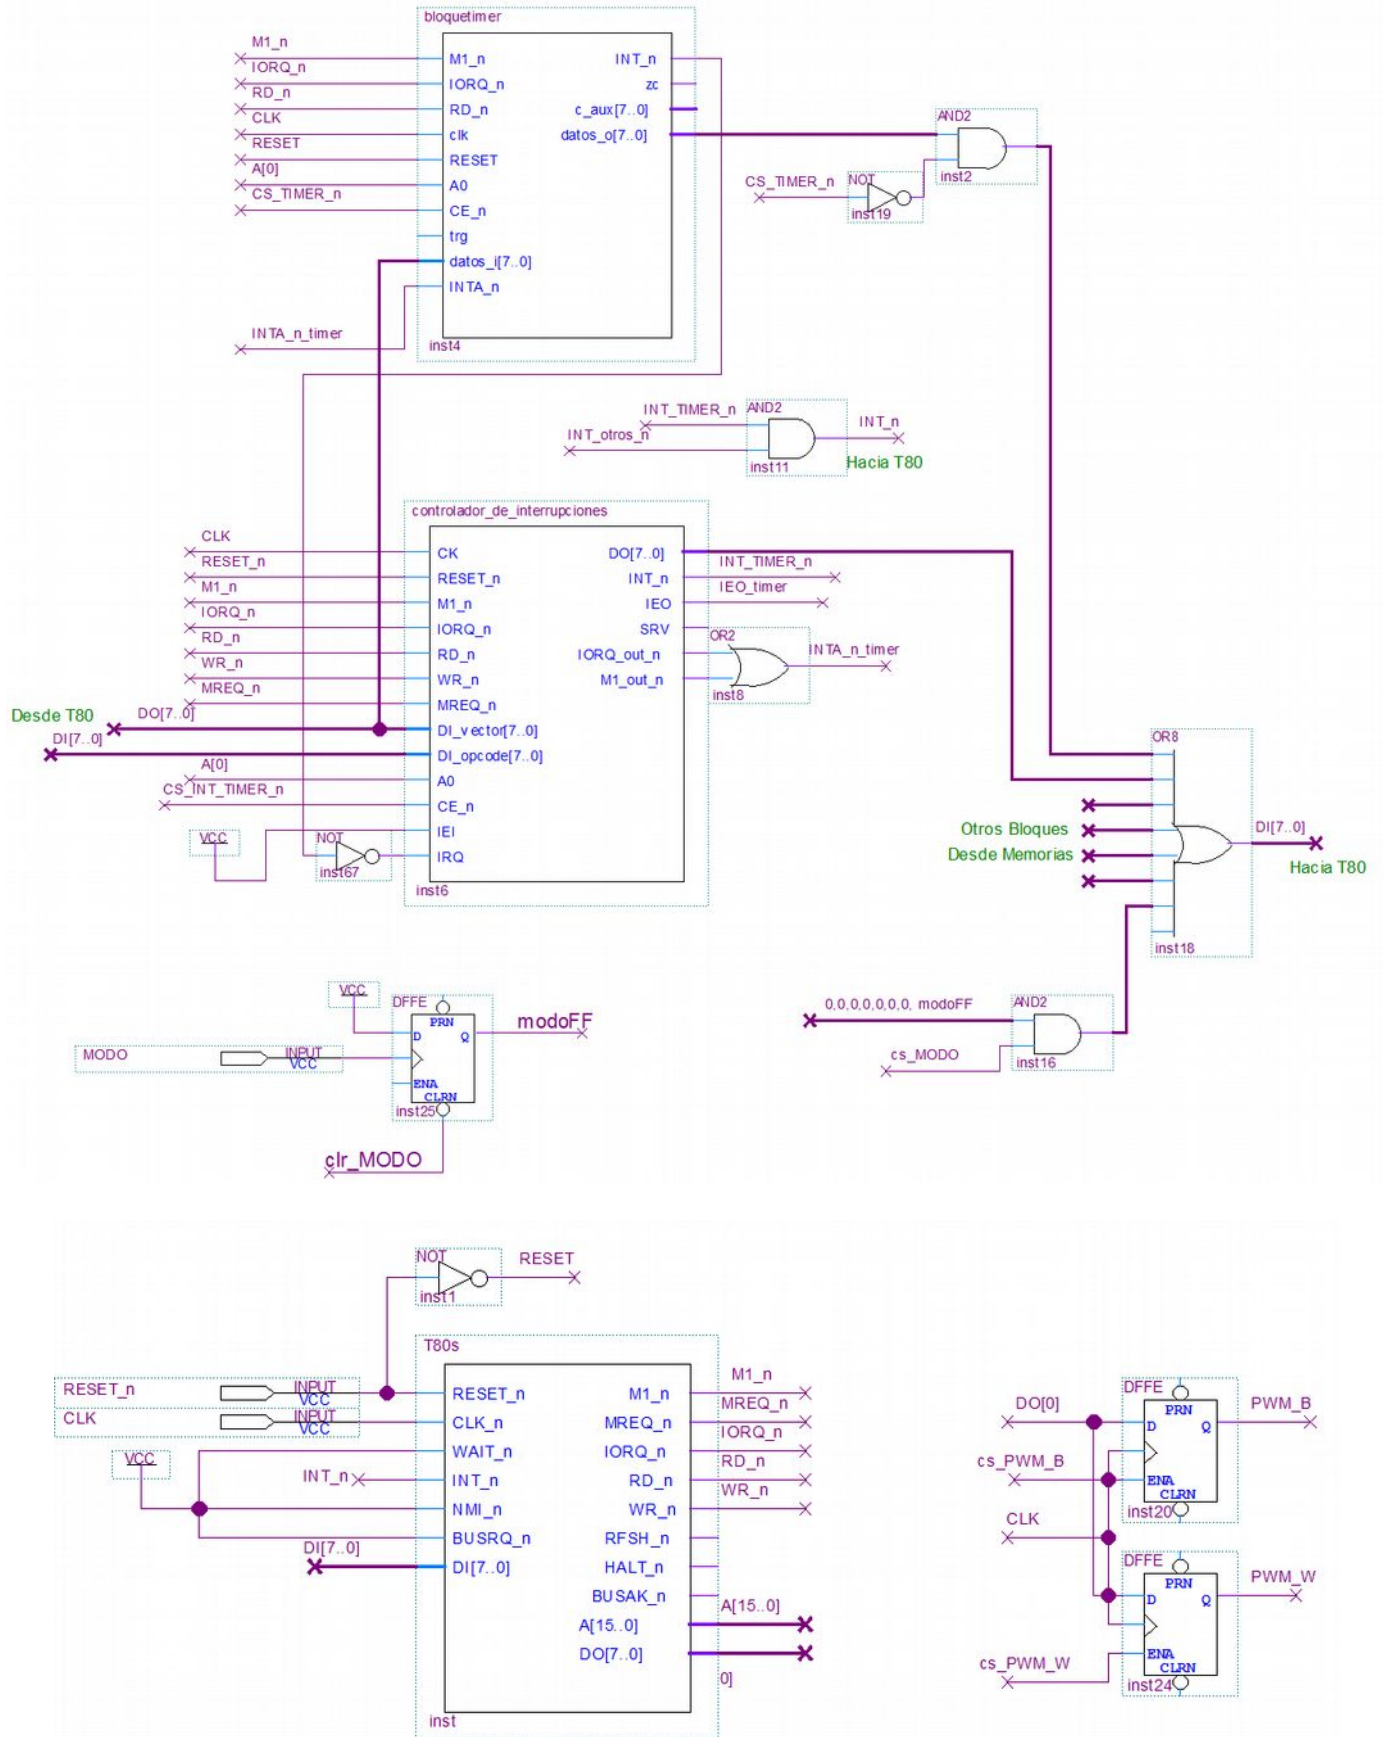 bloquetimer
M1_n
IORQ_n
RD_n
CLK
RESET
A[0]
CS_TIMER_n
INTA_n_timer
M1_n
IORQ_n
RD_n
clk
RESET
A0
CE_n
trg
datos_i[7..0]
INTA_n
INT_n
zc
c_aux[7..0]
datos_o[7..0]
inst4
AND2
inst2
CS_TIMER_n
NOT
inst19
INT_TIMER_n
INT_otros_n
AND2
inst11
INT_n
Hacia T80
controlador_de_interrupciones
CLK
RESET_n
M1_n
IORQ_n
RD_n
WR_n
MREQ_n
Desde T80
DO[7..0]
DI[7..0]
A[0]
CS_INT_TIMER_n
VCC
NOT
inst67
CK
RESET_n
M1_n
IORQ_n
RD_n
WR_n
MREQ_n
DI_vector[7..0]
DI_opcode[7..0]
A0
CE_n
IEI
IRQ
DO[7..0]
INT_n
IEO
SRV
IORQ_out_n
M1_out_n
inst6
INT_TIMER_n
IEO_timer
OR2
inst8
INTA_n_timer
OR8
Otros Bloques
Desde Memorias
inst18
DI[7..0]
Hacia T80
VCC
MODO
INPUT
VCC
DFFE
PRN
D
Q
ENA
CLRN
inst25
modoFF
clr_MODO
0,0,0,0,0,0,0, modoFF
cs_MODO
AND2
inst16
NOT
inst1
RESET
T80s
RESET_n
INPUT
VCC
CLK
INPUT
VCC
VCC
INT_n
DI[7..0]
RESET_n
CLK_n
WAIT_n
INT_n
NMI_n
BUSRQ_n
DI[7..0]
M1_n
MREQ_n
IORQ_n
RD_n
WR_n
RFSH_n
HALT_n
BUSAK_n
A[15..0]
DO[7..0]
inst
M1_n
MREQ_n
IORQ_n
RD_n
WR_n
A[15..0]
0]
DO[0]
cs_PWM_B
CLK
cs_PWM_W
DFFE
PRN
D
Q
ENA
CLRN
inst20
PWM_B
DFFE
PRN
D
Q
ENA
CLRN
inst24
PWM_W